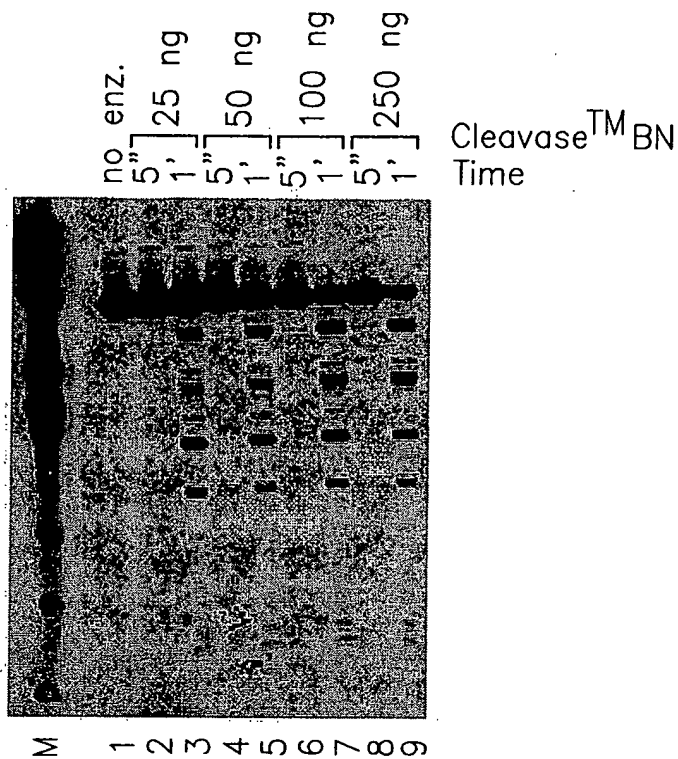 no enz.
25 ng
50 ng
100 ng
250 ng
Cleavase™ BN
5” 1’ 5” 1’ 5” 1’ 5” 1’
Time
M 1 2 3 4 5 6 7 8 9